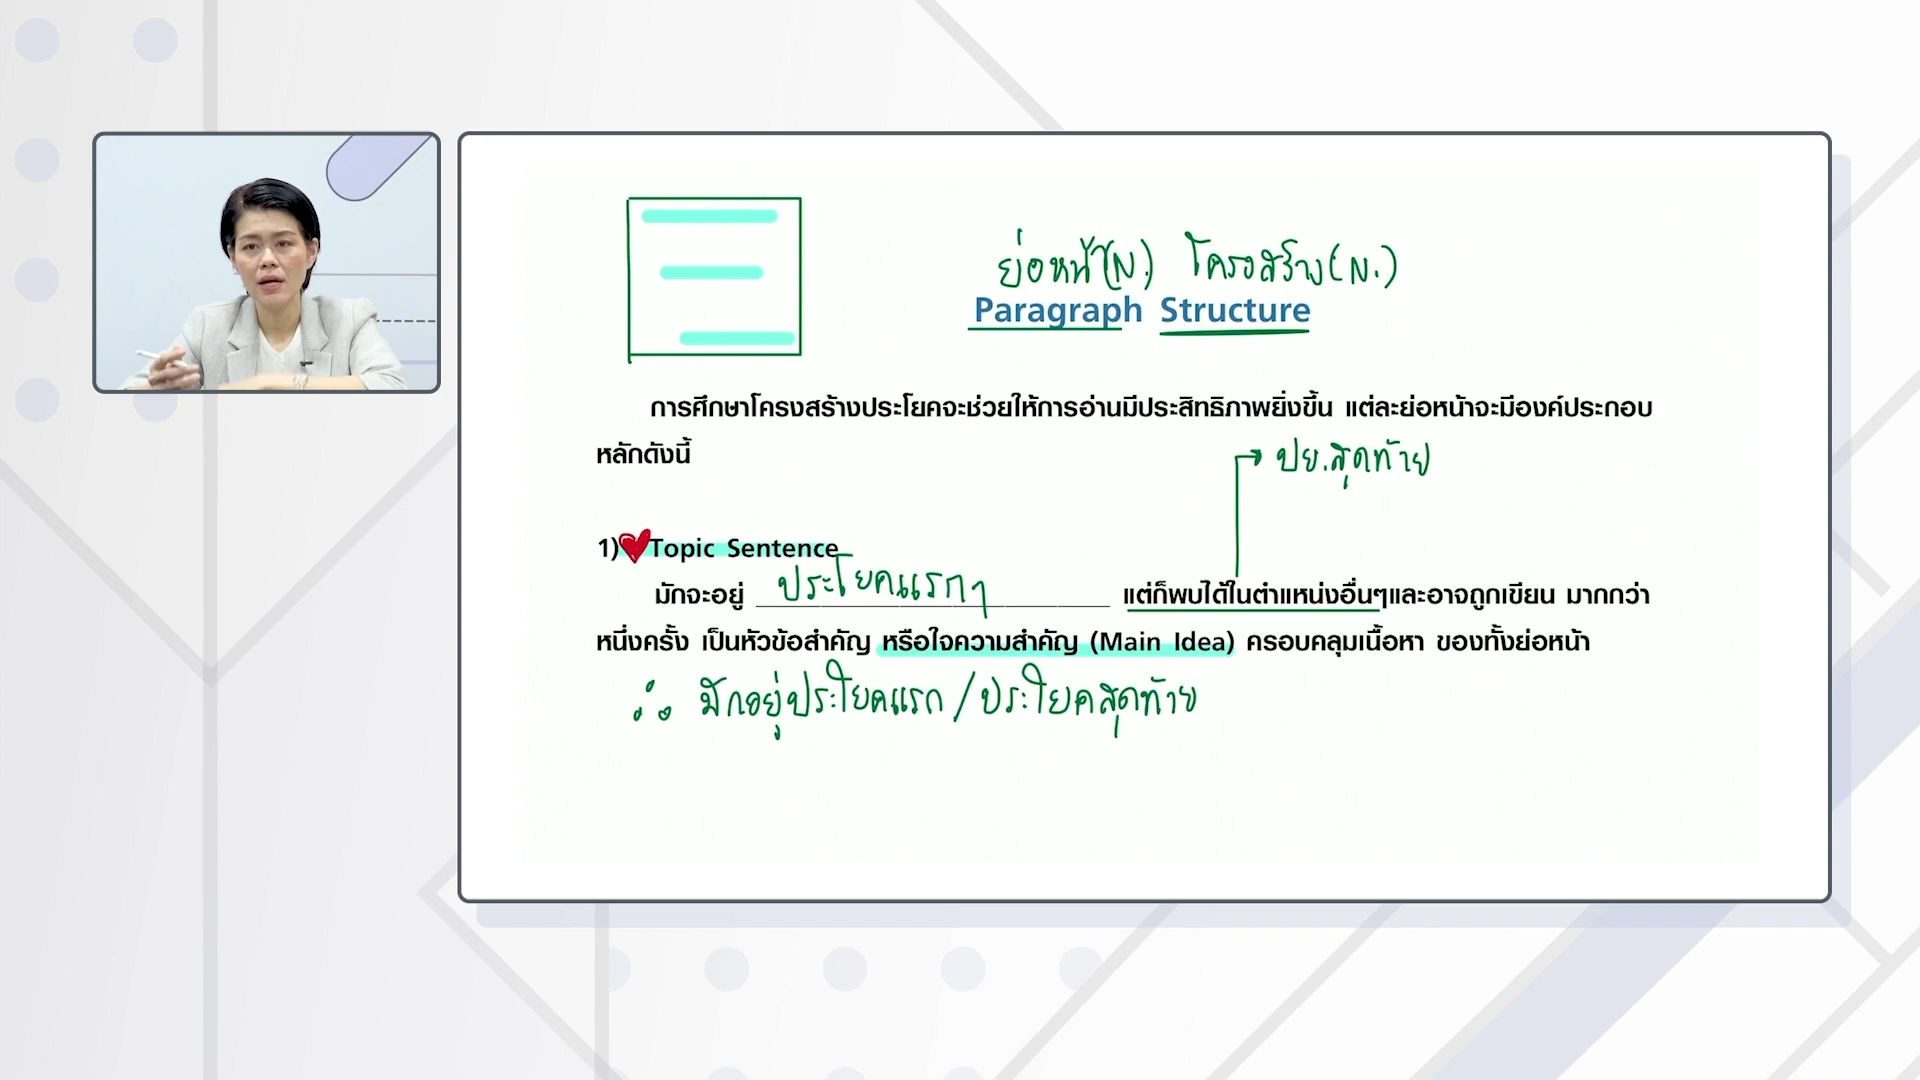 ย่อหน้า(N.) โครงสร้าง(N.)
Paragraph Structure
การศึกษาโครงสร้างประโยคจะช่วยให้การอ่านมีประสิทธิภาพยิ่งขึ้น แต่ละย่อหน้าจะมีองค์ประกอบ
หลักดังนี้
ปย.สุดท้าย
1) Topic Sentence
มักจะอยู่ ประโยคแรกๆ แต่ก็พบได้ในตำแหน่งอื่นๆและอาจถูกเขียน มากกว่า
หนึ่งครั้ง เป็นหัวข้อสำคัญ หรือใจความสำคัญ (Main Idea) ครอบคลุมเนื้อหา ของทั้งย่อหน้า
∴ มักอยู่ประโยคแรก/ประโยคสุดท้าย